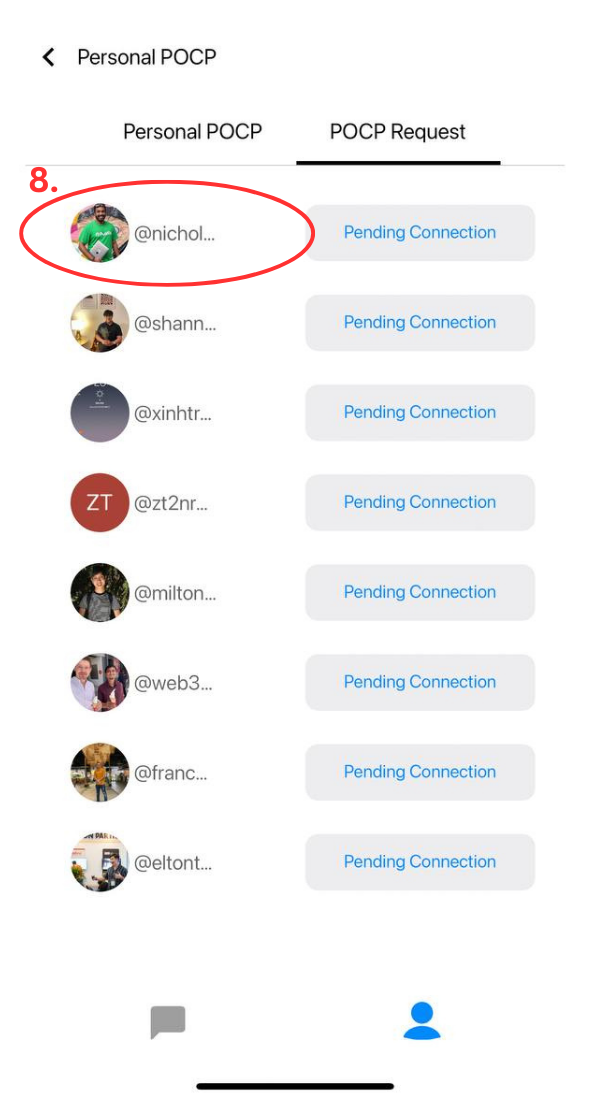 Personal POCP
Personal POCP POCP Request
8.
@nichol... Pending Connection
@shann... Pending Connection
@xinhtr... Pending Connection
ZT @zt2nr... Pending Connection
@milton... Pending Connection
@web3... Pending Connection
@franc... Pending Connection
@eltont... Pending Connection